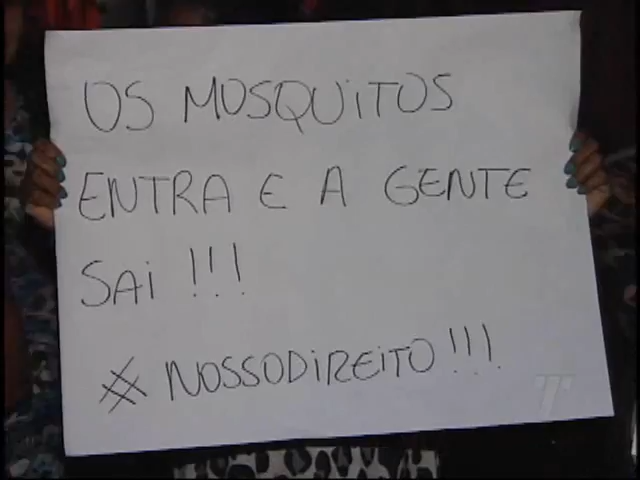 OS MOSQUiTOS
ENTRA E A GENTE
SAi !!!
# NOSSODiREiTO!!!